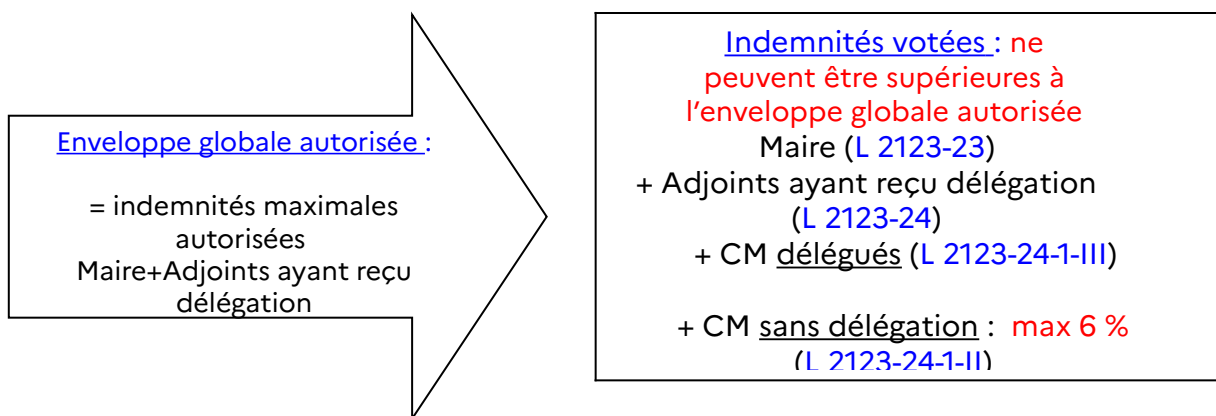 Enveloppe globale autorisée :
= indemnités maximales
autorisées
Maire+Adjoints ayant reçu
délégation
Indemnités votées : ne
peuvent être supérieures à
l’enveloppe globale autorisée
Maire (L 2123-23)
+ Adjoints ayant reçu délégation
(L 2123-24)
+ CM délégués (L 2123-24-1-III)
+ CM sans délégation : max 6 %
(L 2123-24-1-II)